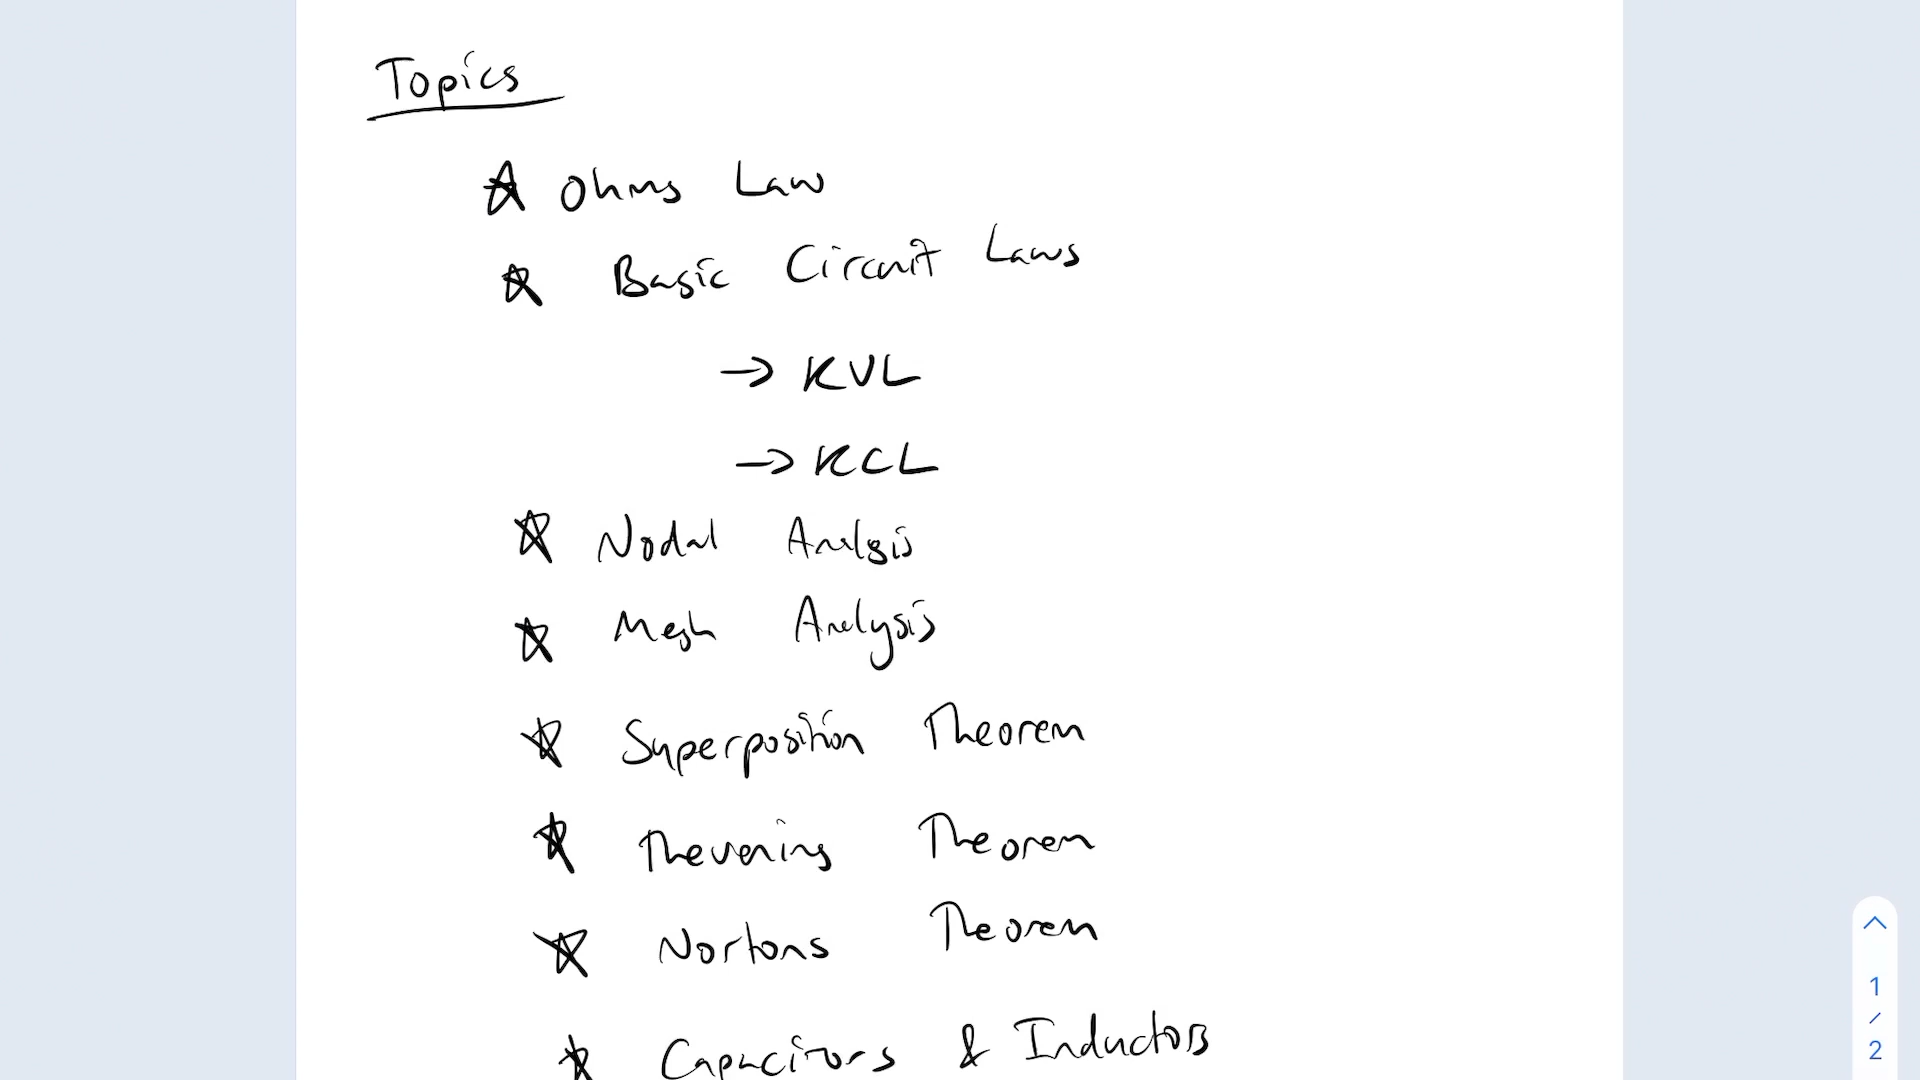 Topics
☆ Ohms Law
☆ Basic Circuit Laws
→ KVL
→ KCL
☆ Nodal Analsis
☆ Mesh Analysis
☆ Superposition Theorem
☆ Thevenins Theorem
☆ Nortons Theorem
☆ Capacitors & Inductors
1
/
2